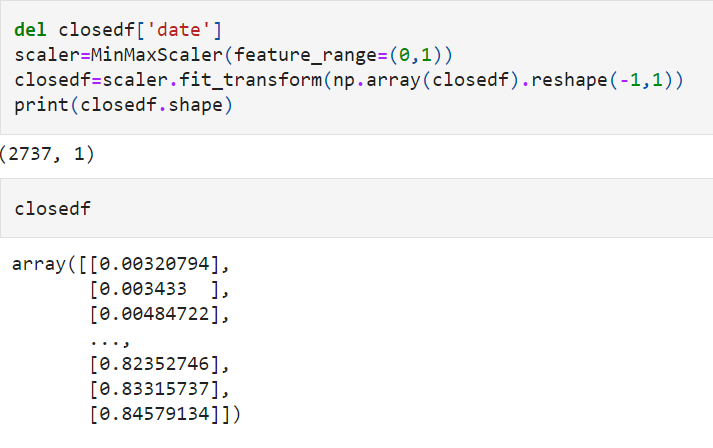 del closedf['date']
scaler=MinMaxScaler(feature_range=(0,1))
closedf=scaler.fit_transform(np.array(closedf).reshape(-1,1))
print(closedf.shape)
(2737, 1)
closedf
array([[0.00320794],
       [0.003433  ],
       [0.00484722],
       ...,
       [0.82352746],
       [0.83315737],
       [0.84579134]])